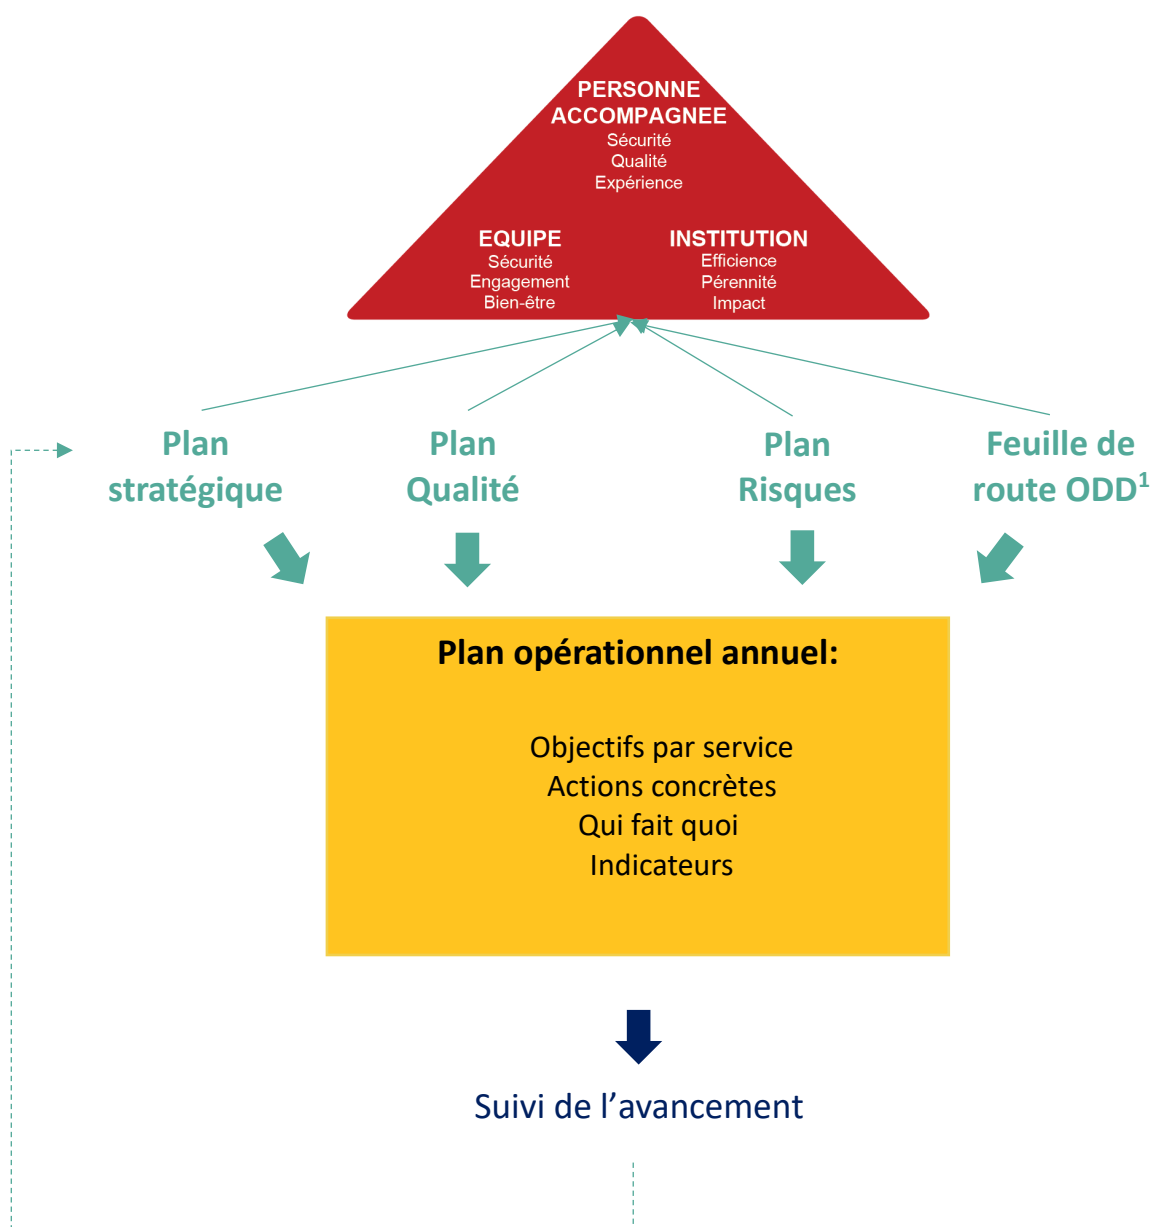 PERSONNE
ACCOMPAGNEE
Sécurité
Qualité
Expérience
EQUIPE
Sécurité
Engagement
Bien-être
INSTITUTION
Efficience
Pérennité
Impact
Plan
stratégique
Plan
Qualité
Plan
Risques
Feuille de
route ODD¹
Plan opérationnel annuel:
Objectifs par service
Actions concrètes
Qui fait quoi
Indicateurs
Suivi de l’avancement